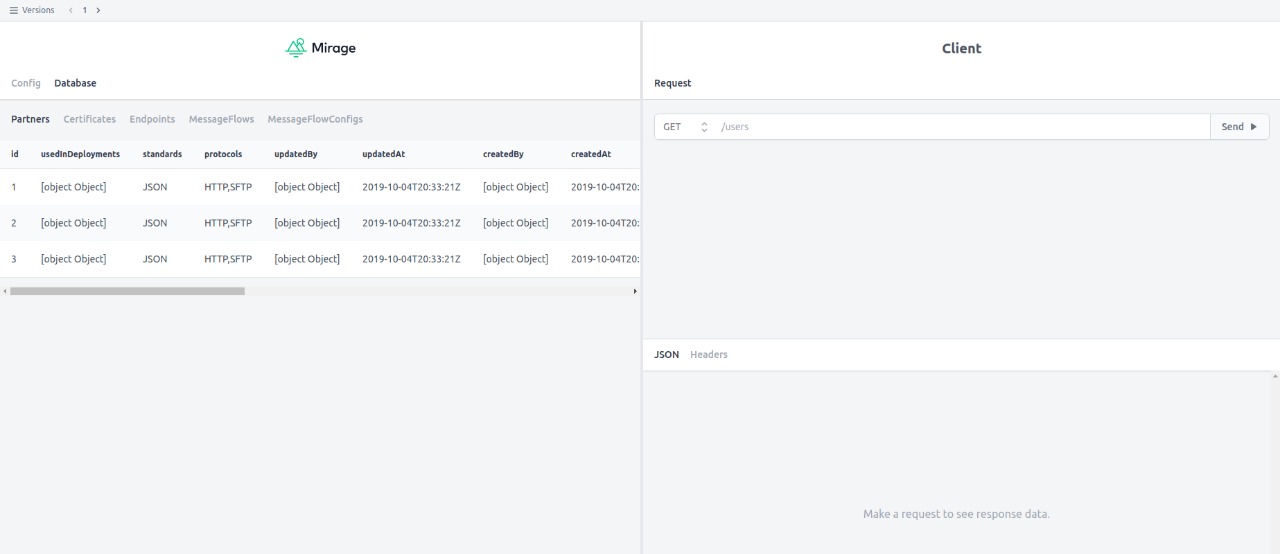 Versions 1
Mirage
Config Database
Partners Certificates Endpoints MessageFlows MessageFlowConfigs
id usedInDeployments standards protocols updatedBy updatedAt createdBy createdAt
1 [object Object] JSON HTTP,SFTP [object Object] 2019-10-04T20:33:21Z [object Object] 2019-10-04T20:
2 [object Object] JSON HTTP,SFTP [object Object] 2019-10-04T20:33:21Z [object Object] 2019-10-04T20:
3 [object Object] JSON HTTP,SFTP [object Object] 2019-10-04T20:33:21Z [object Object] 2019-10-04T20:
Client
Request
GET /users Send
JSON Headers
Make a request to see response data.